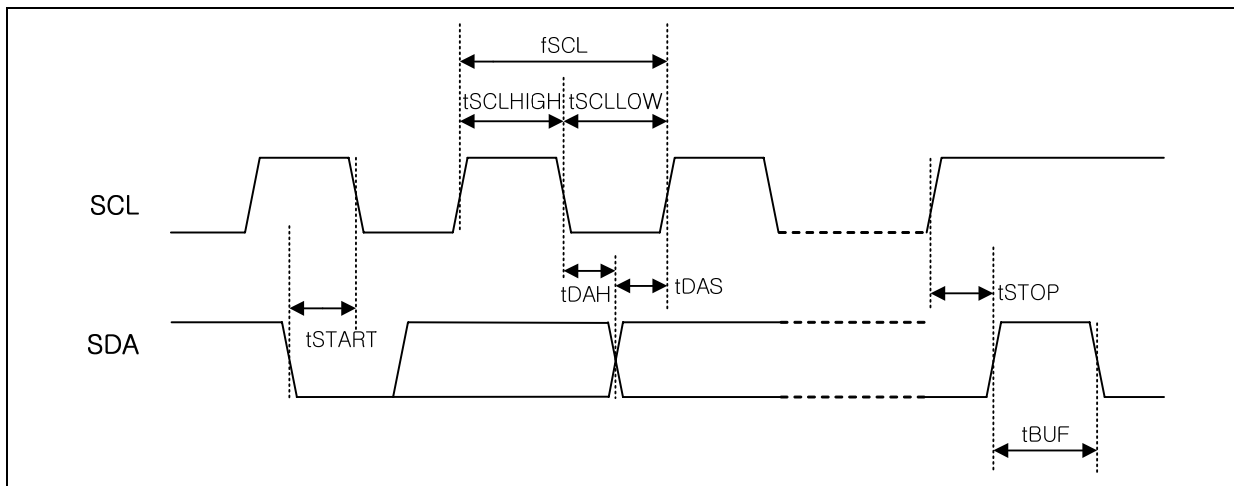 fSCL
tSCLHIGH
tSCLLOW
SCL
tDAH
tDAS
tSTOP
tSTART
SDA
tBUF